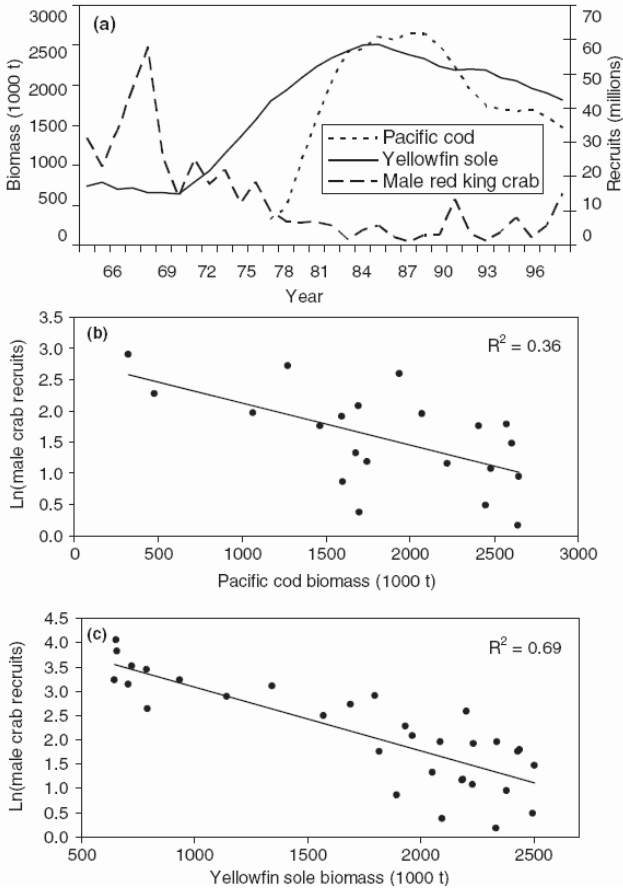 (a)
Biomass (1000 t)
3000
2500
2000
1500
1000
500
0
70
60
50
40
30
20
10
0
Recruits (millions)
Pacific cod
Yellowfin sole
Male red king crab
66 69 72 75 78 81 84 87 90 93 96
Year
(b)
R² = 0.36
Ln(male crab recruits)
3.5
3.0
2.5
2.0
1.5
1.0
0.5
0.0
0 500 1000 1500 2000 2500 3000
Pacific cod biomass (1000 t)
(c)
R² = 0.69
Ln(male crab recruits)
4.5
4.0
3.5
3.0
2.5
2.0
1.5
1.0
0.5
0.0
500 1000 1500 2000 2500
Yellowfin sole biomass (1000 t)